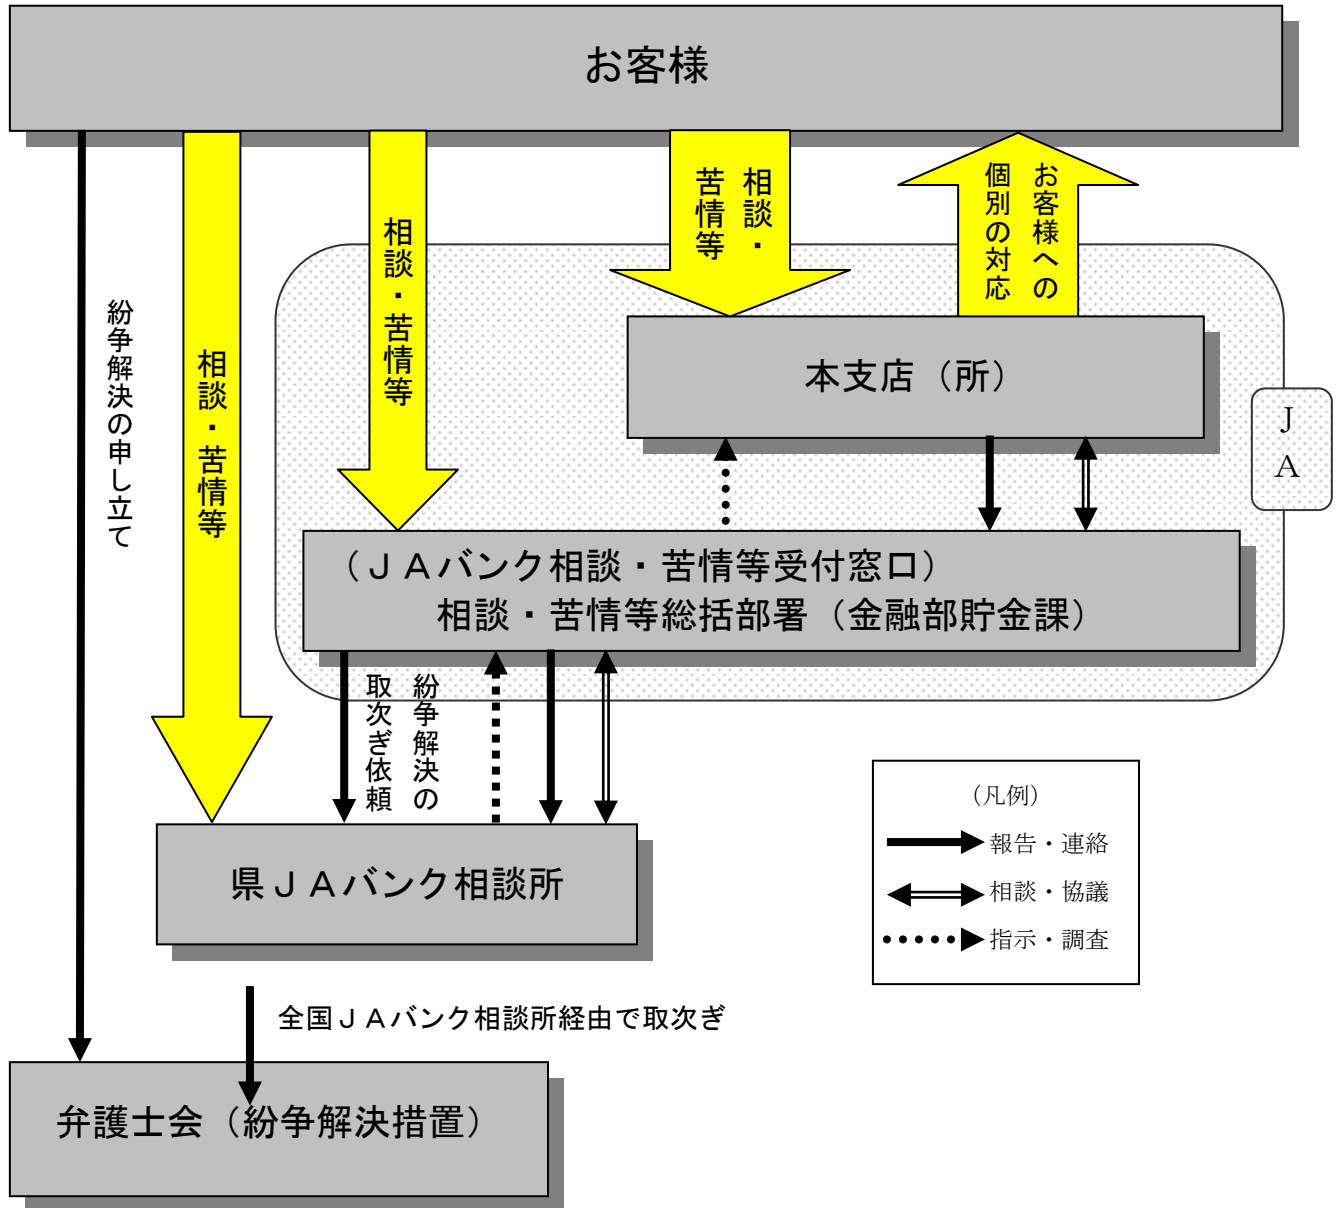 お客様
紛争解決の申し立て
相談・苦情等
相談・苦情等
相談・
苦情等
お客様への
個別の対応
本支店（所）
ＪＡ
（ＪＡバンク相談・苦情等受付窓口）
相談・苦情等総括部署（金融部貯金課）
紛争解決の
取次ぎ依頼
県ＪＡバンク相談所
（凡例）
報告・連絡
相談・協議
指示・調査
全国ＪＡバンク相談所経由で取次ぎ
弁護士会（紛争解決措置）